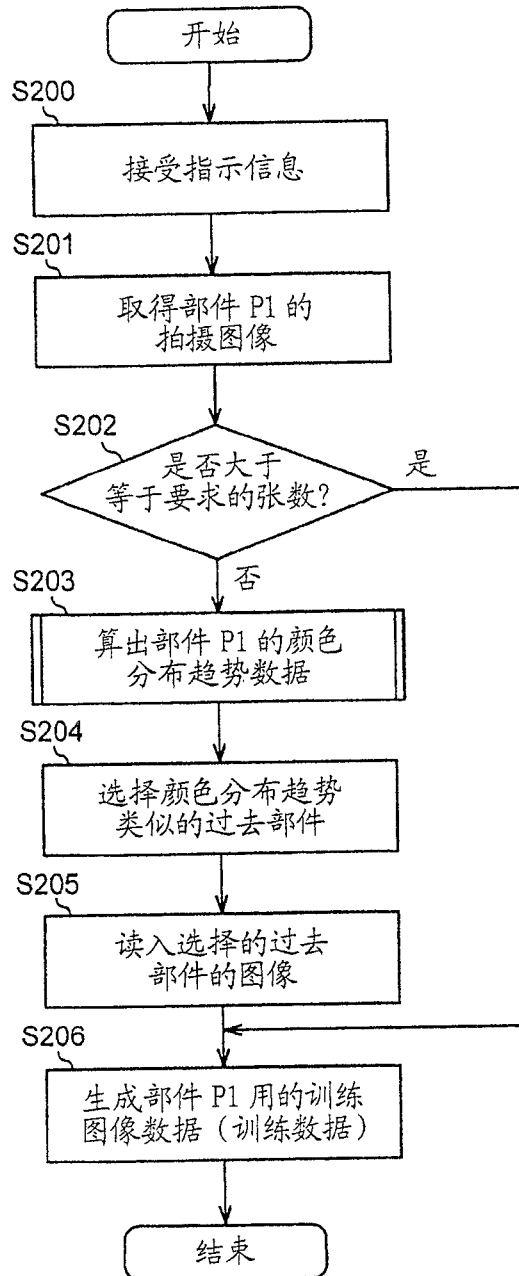 开始
S200
接受指示信息
S201
取得部件 P1 的
拍摄图像
S202
是否大于
等于要求的张数?
是
否
S203
算出部件 P1 的颜色
分布趋势数据
S204
选择颜色分布趋势
类似的过去部件
S205
读入选择的过去
部件的图像
S206
生成部件 P1 用的训练
图像数据（训练数据）
结束